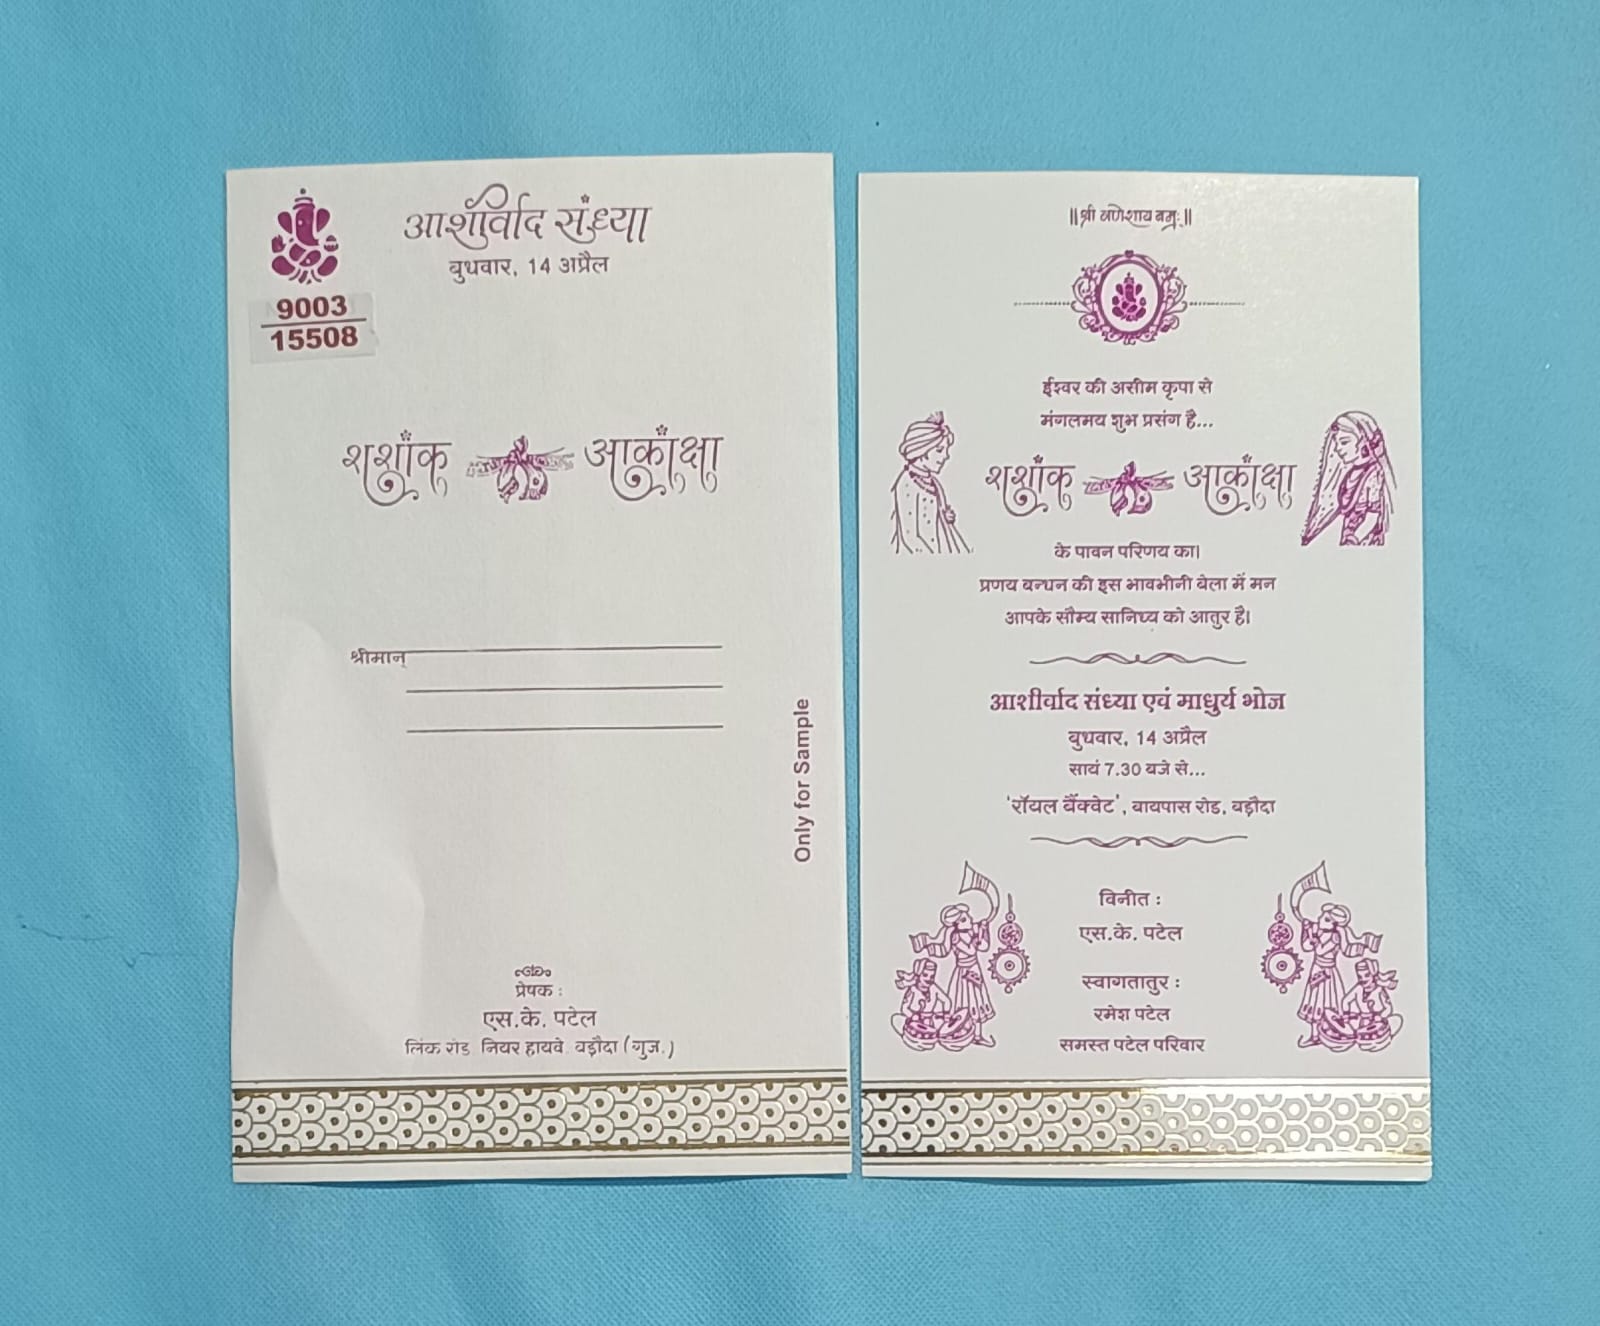 आशीर्वाद संध्या
बुधवार, 14 अप्रैल
9003
15508
शशांक आकांक्षा
श्रीमान्
Only for Sample
प्रेषक :
एस.के. पटेल
लिंक रोड, नियर हायवे, बड़ौदा (गुज.)
॥ श्री गणेशाय नमः ॥
ईश्वर की असीम कृपा से
मंगलमय शुभ प्रसंग है...
शशांक आकांक्षा
के पावन परिणय का।
प्रणय बन्धन की इस भावभीनी बेला में मन
आपके सौम्य सानिध्य को आतुर है।
आशीर्वाद संध्या एवं माधुर्य भोज
बुधवार, 14 अप्रैल
सायं 7.30 बजे से...
'रॉयल बैंक्वेट', बायपास रोड, बड़ौदा
विनीत :
एस.के. पटेल
स्वागतातुर :
रमेश पटेल
समस्त पटेल परिवार